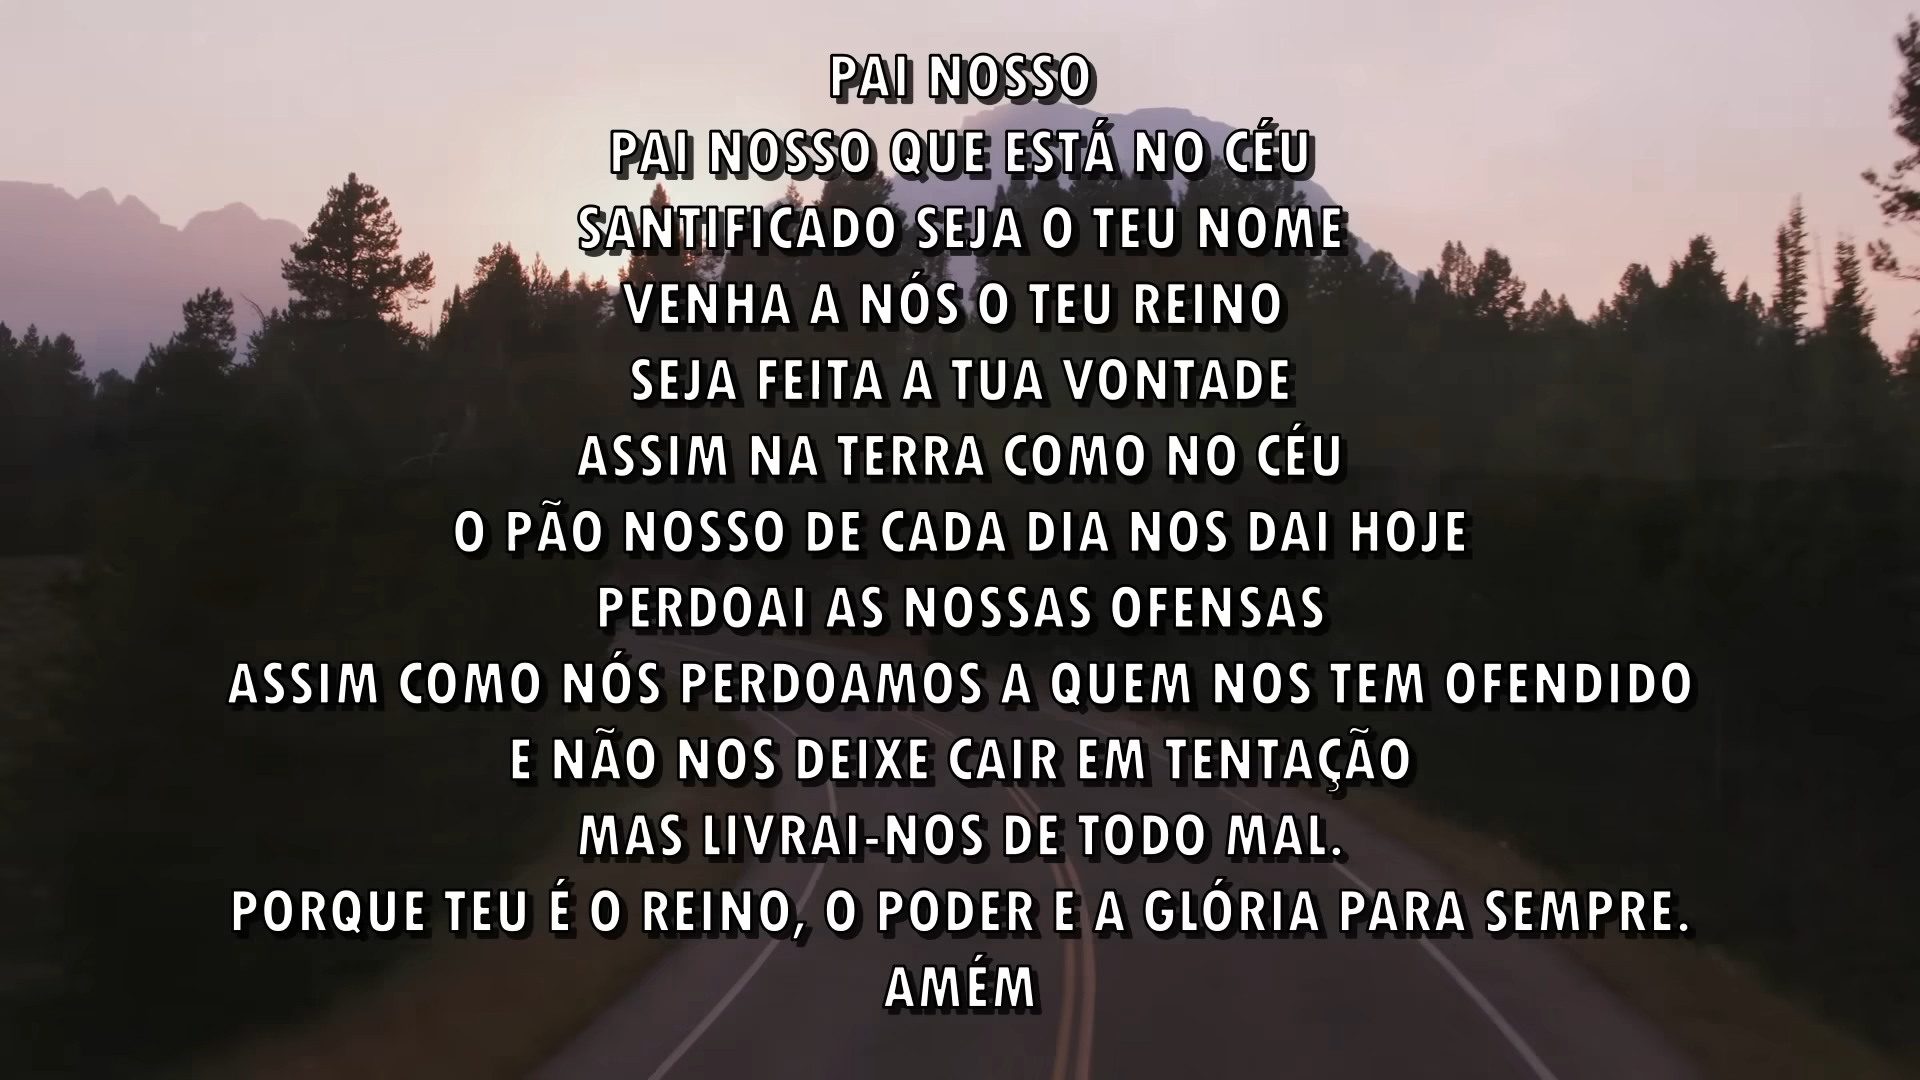 PAI NOSSO
PAI NOSSO QUE ESTÁ NO CÉU
SANTIFICADO SEJA O TEU NOME
VENHA A NÓS O TEU REINO
SEJA FEITA A TUA VONTADE
ASSIM NA TERRA COMO NO CÉU
O PÃO NOSSO DE CADA DIA NOS DAI HOJE
PERDOAI AS NOSSAS OFENSAS
ASSIM COMO NÓS PERDOAMOS A QUEM NOS TEM OFENDIDO
E NÃO NOS DEIXE CAIR EM TENTAÇÃO
MAS LIVRAI-NOS DE TODO MAL.
PORQUE TEU É O REINO, O PODER E A GLÓRIA PARA SEMPRE.
AMÉM